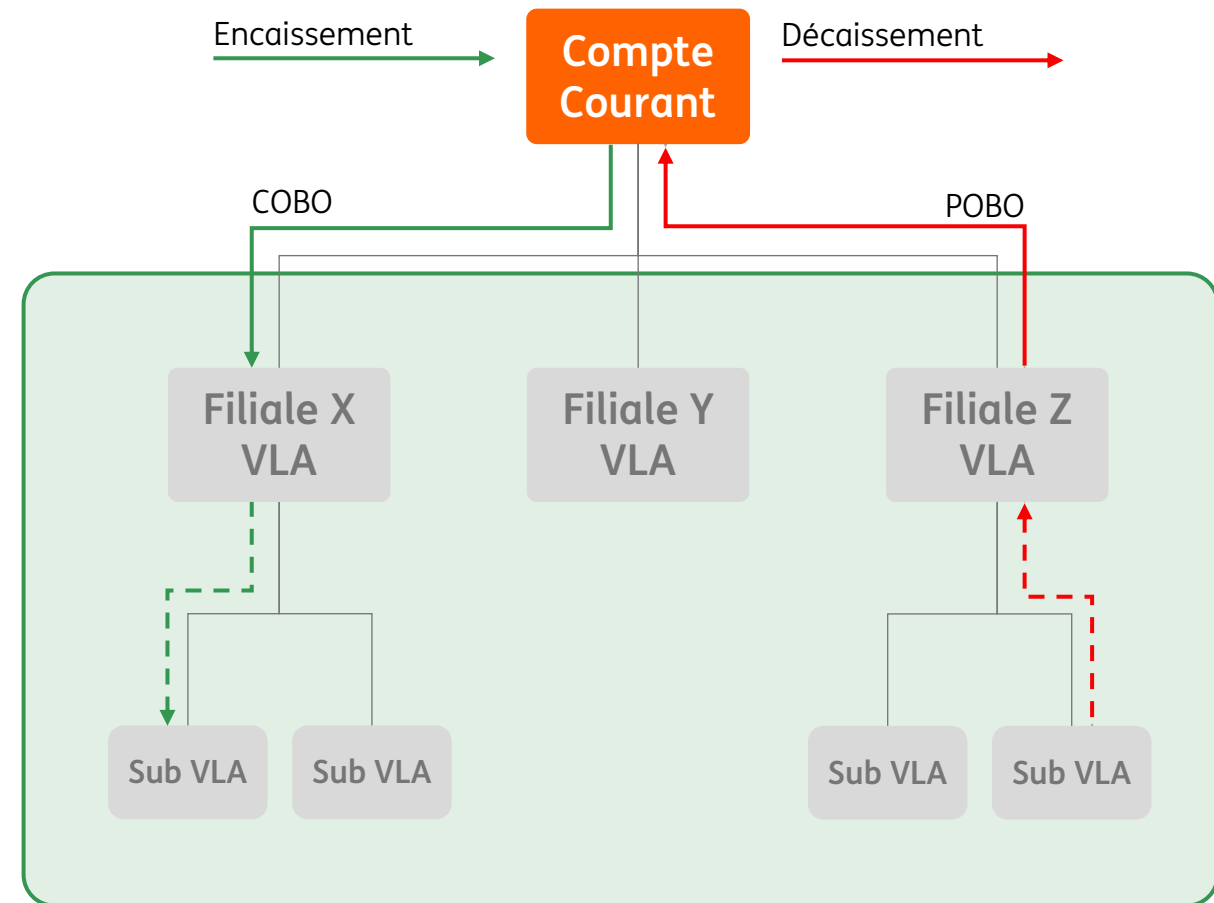 Encaissement
Compte
Courant
Décaissement
COBO
POBO
Filiale X
VLA
Filiale Y
VLA
Filiale Z
VLA
Sub VLA
Sub VLA
Sub VLA
Sub VLA